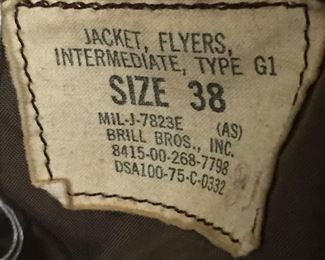 JACKET, FLYERS,
INTERMEDIATE, TYPE G1
SIZE 38
MIL-J-7823E (AS)
BRILL BROS., INC.
8415-00-268-7798
DSA100-75-C-0332